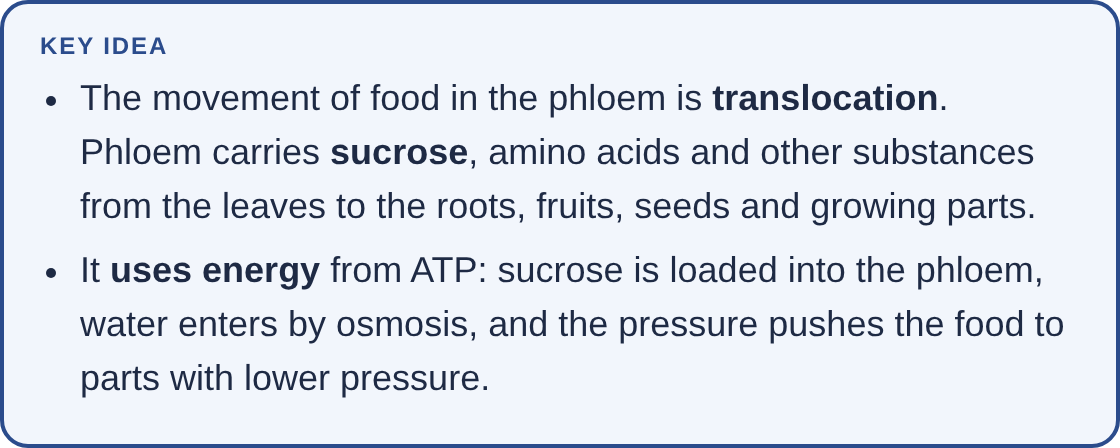 KEY IDEA
• The movement of food in the phloem is translocation.
Phloem carries sucrose, amino acids and other substances
from the leaves to the roots, fruits, seeds and growing parts.
• It uses energy from ATP: sucrose is loaded into the phloem,
water enters by osmosis, and the pressure pushes the food to
parts with lower pressure.